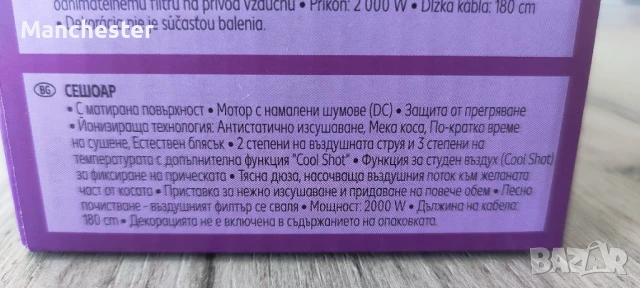 odnímateľnému filtru na prívod vzduchu • Príkon: 2 000 W • Dĺžka kábla: 180 cm
• Dekorácia nie je súčasťou balenia.
Manchester
BG СЕШОАР
• С матирана повърхност • Мотор с намалени шумове (DC) • Защита от прегряване
• Йонизираща технология: Антистатично изсушаване, Мека коса, По-кратко време
на сушене, Естествен блясък • 2 степени на въздушната струя и 3 степени на
температурата с допълнителна функция "Cool Shot" • Функция за студен въздух (Cool Shot)
за фиксиране на прическата • Тясна дюза, насочваща въздушния поток към желаната
част от косата • Приставка за нежно изсушаване и придаване на повече обем • Лесно
почистване - въздушният филтър се сваля • Мощност: 2000 W • Дължина на кабела:
180 cm • Декорацията не е включена в съдържанието на опаковката.
BAZAR.bg